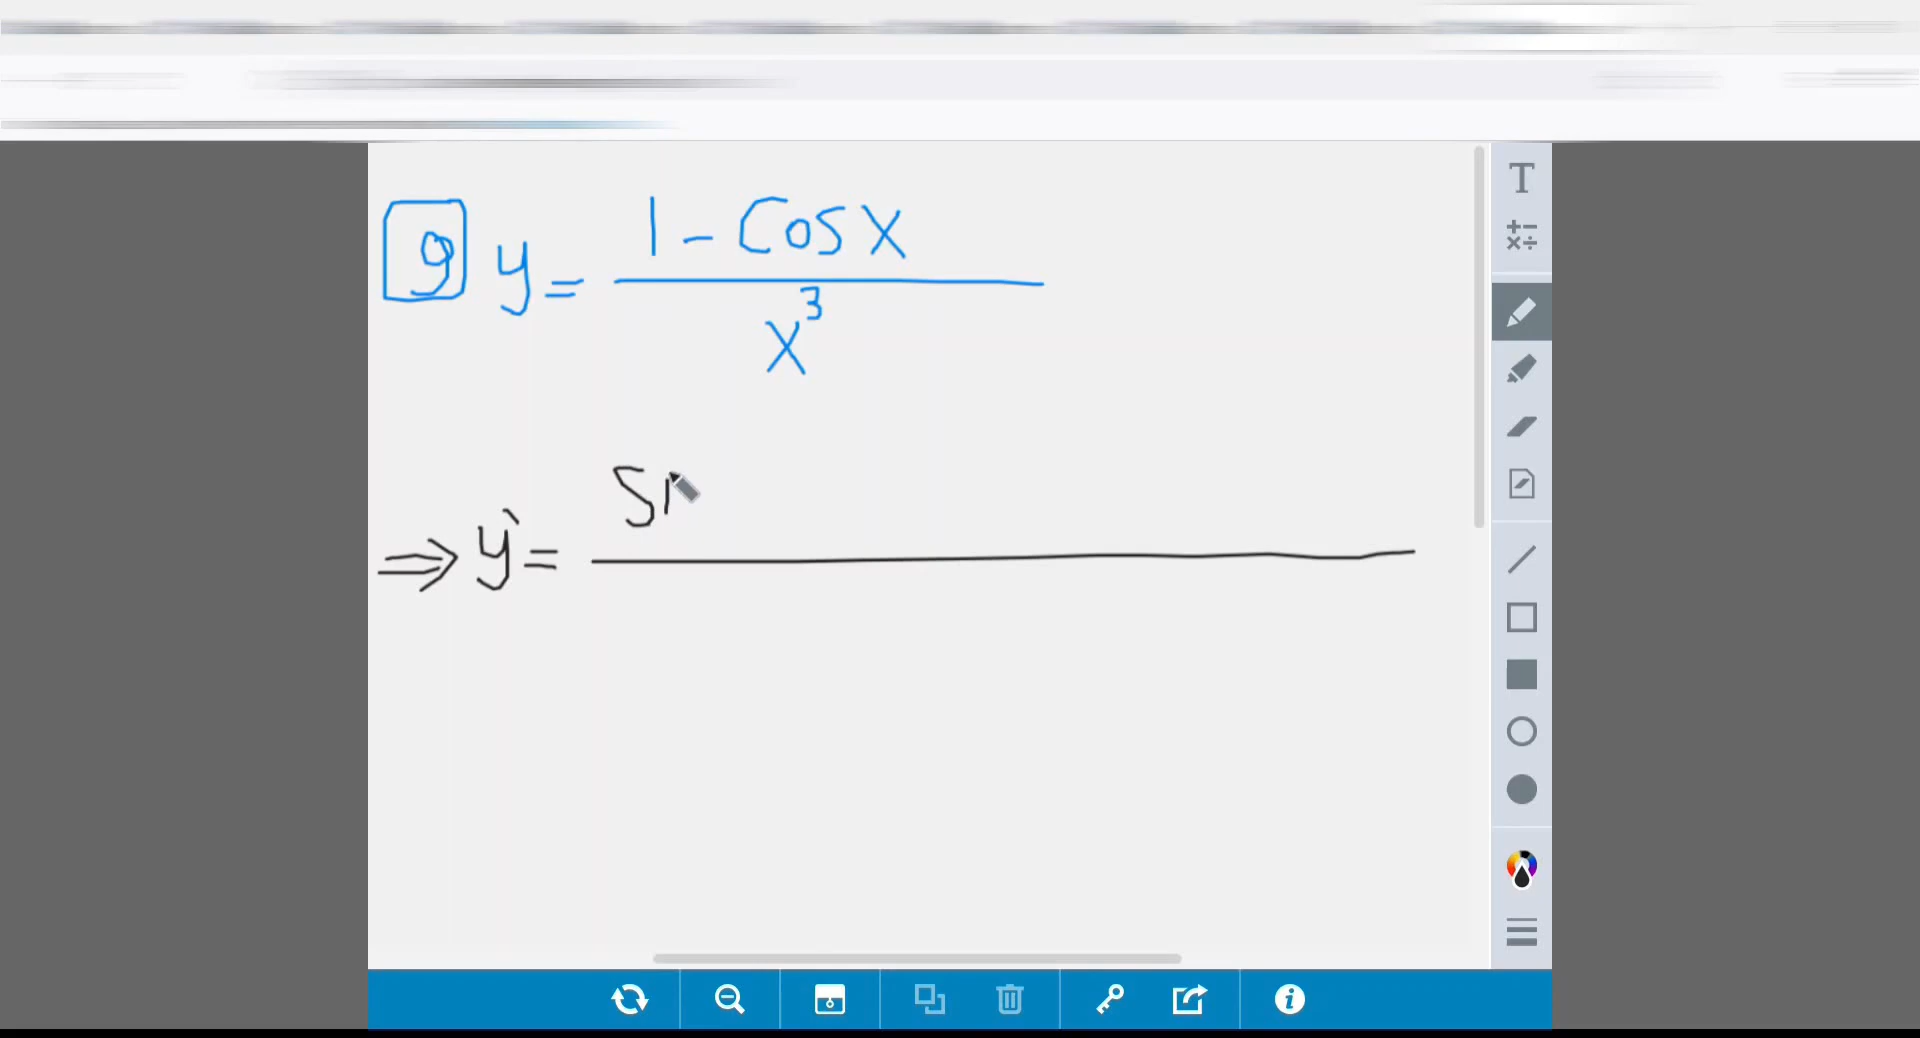 9 y = 1 - Cos x
x³
⇒ y` = SI
T